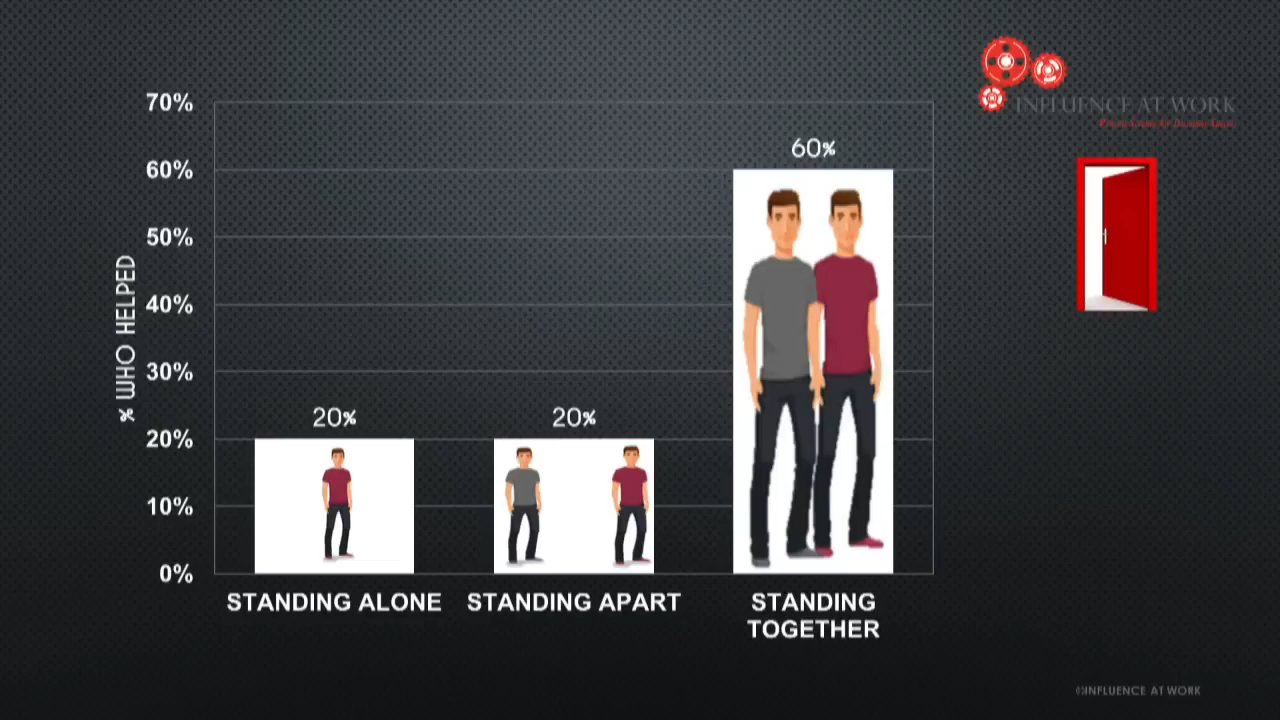 INFLUENCE AT WORK
70%
60%
60%
50%
40%
30%
20%
20%
20%
10%
0%
% WHO HELPED
STANDING ALONE
STANDING APART
STANDING
TOGETHER
©INFLUENCE AT WORK